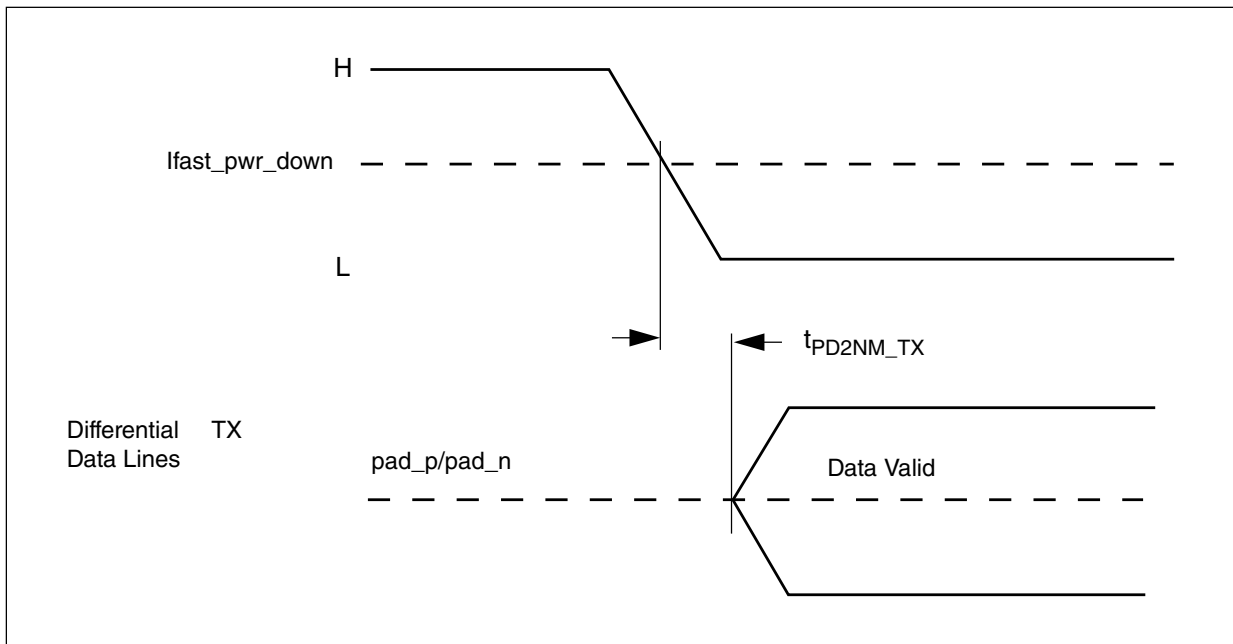 H
lfast_pwr_down
L
tPD2NM_TX
Differential TX
Data Lines
pad_p/pad_n
Data Valid